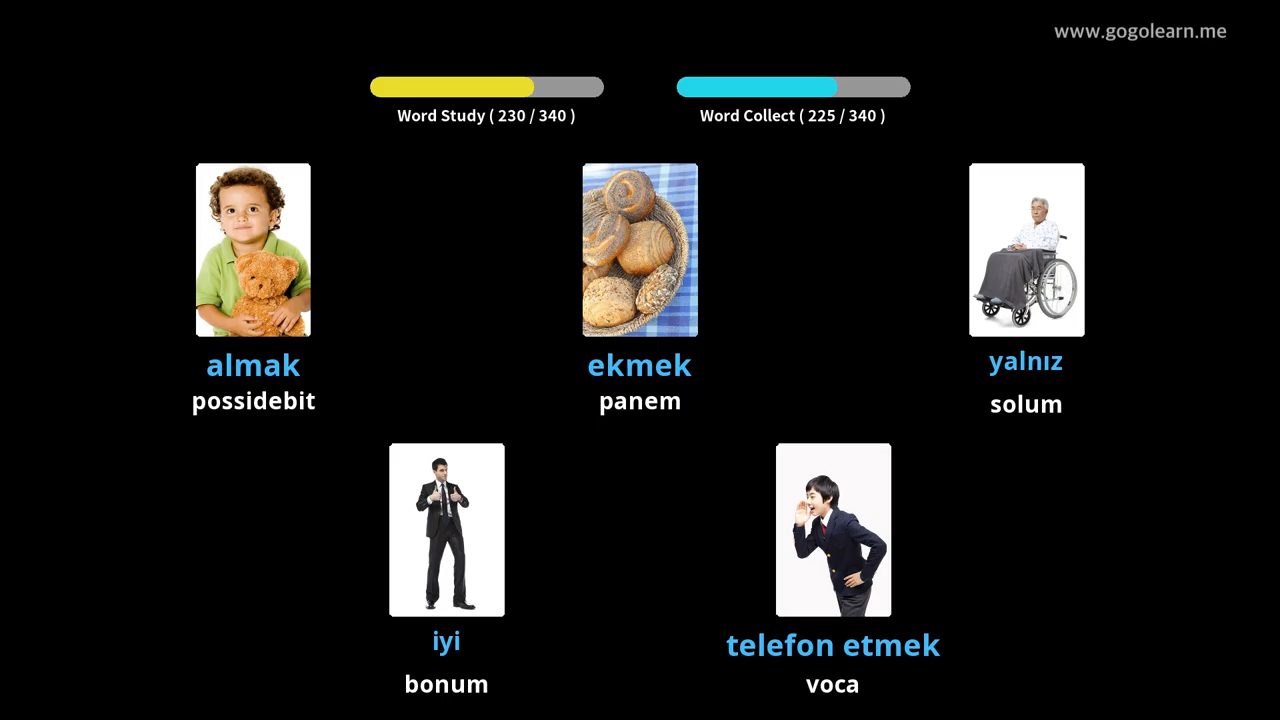 www.gogolearn.me
Word Study ( 230 / 340 )
Word Collect ( 225 / 340 )
almak
possidebit
ekmek
panem
yalnız
solum
iyi
bonum
telefon etmek
voca